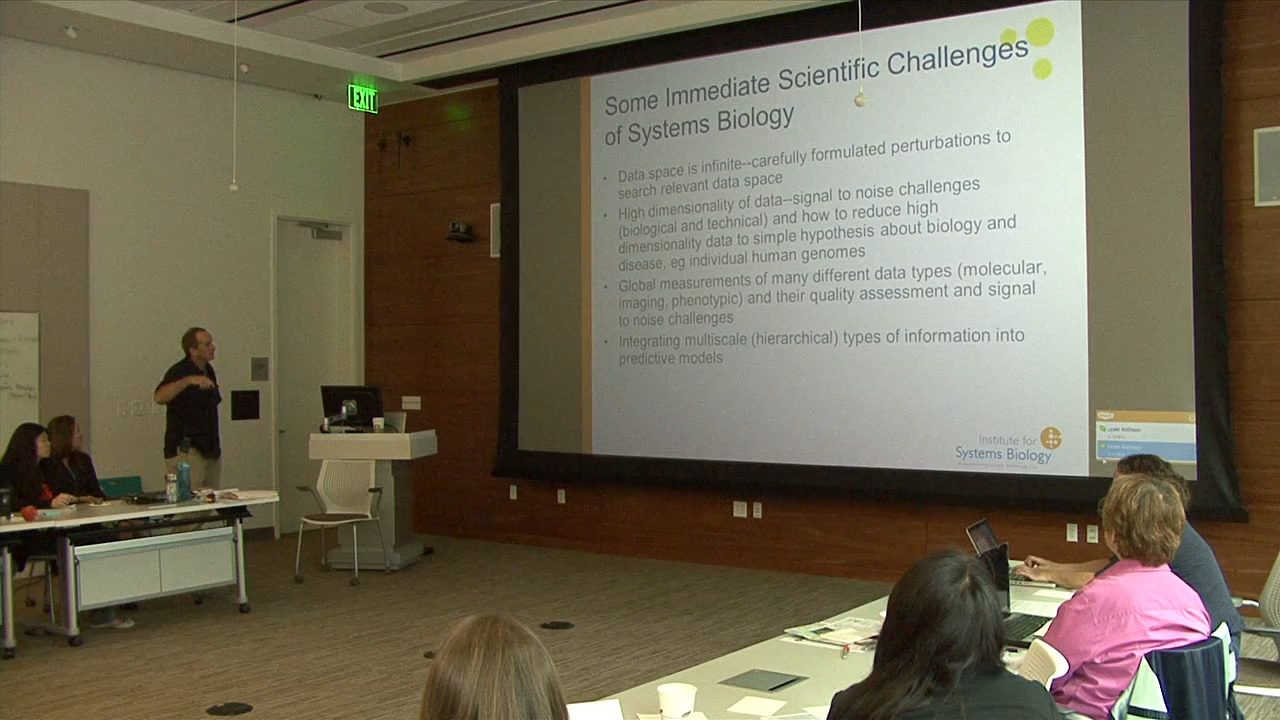 EXIT
Some Immediate Scientific Challenges
of Systems Biology
• Data space is infinite--carefully formulated perturbations to
search relevant data space
• High dimensionality of data--signal to noise challenges
(biological and technical) and how to reduce high
dimensionality data to simple hypothesis about biology and
disease, eg individual human genomes
• Global measurements of many different data types (molecular,
imaging, phenotypic) and their quality assessment and signal
to noise challenges
• Integrating multiscale (hierarchical) types of information into
predictive models
Institute for
Systems Biology